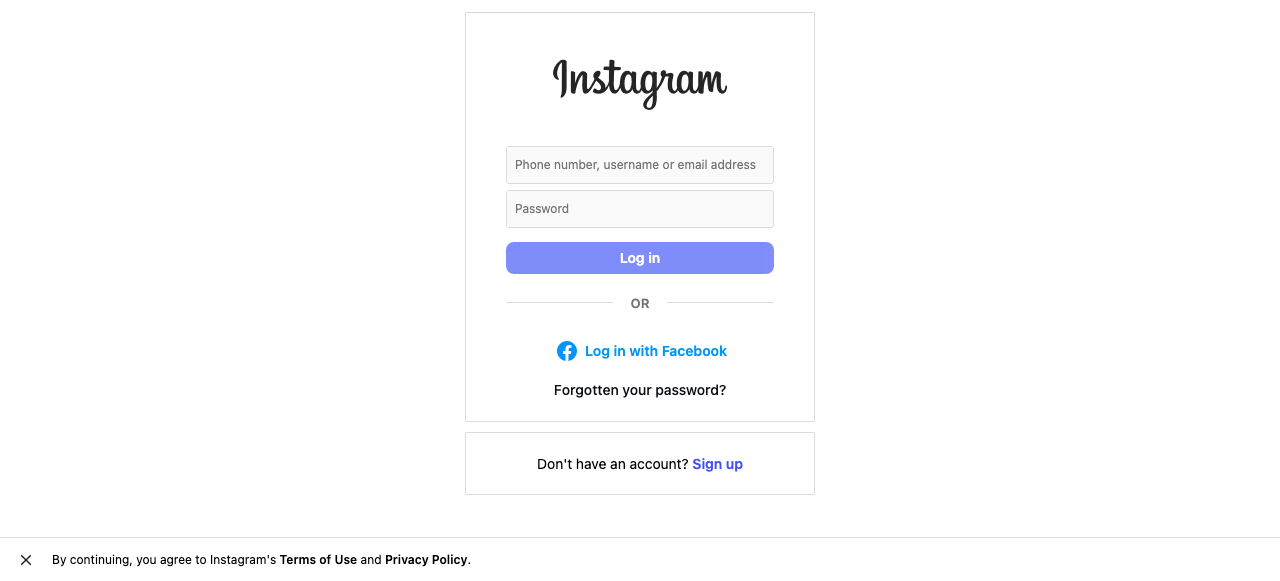 Instagram
Phone number, username or email address
Password
Log in
OR
Log in with Facebook
Forgotten your password?
Don't have an account? Sign up
By continuing, you agree to Instagram's Terms of Use and Privacy Policy.